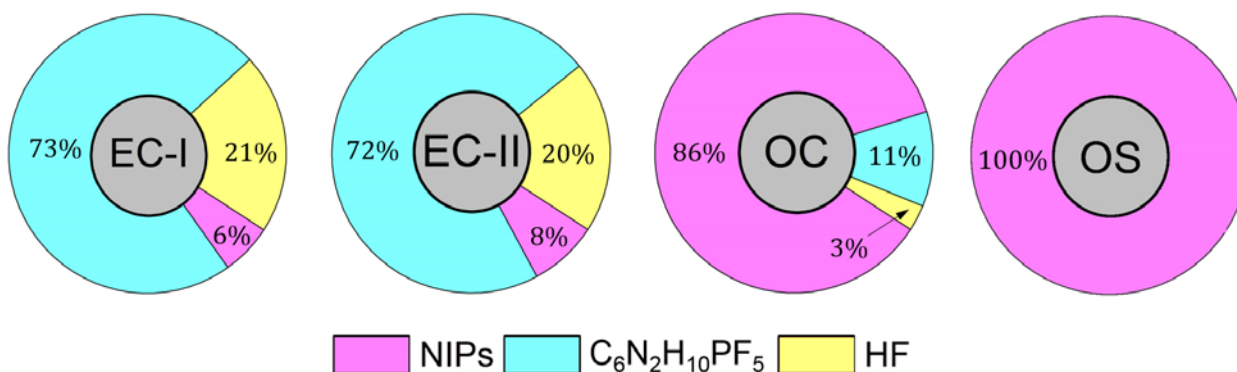 73%
EC-I
21%
6%
72%
EC-II
20%
8%
86%
OC
11%
3%
100%
OS
NIPs
C₆N₂H₁₀PF₅
HF